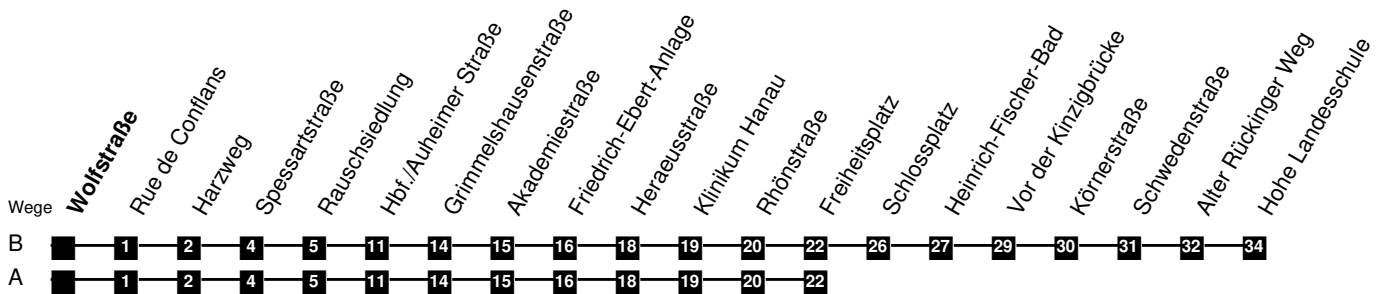 Wolfstraße
Rue de Conflans
Harzweg
Spessartstraße
Rauschsiedlung
Hbf./Auheimer Straße
Grimmelshausenstraße
Akademiestraße
Friedrich-Ebert-Anlage
Heraeusstraße
Klinikum Hanau
Rhönstraße
Freiheitsplatz
Schlossplatz
Heinrich-Fischer-Bad
Vor der Kinzigbrücke
Körnerstraße
Schwedenstraße
Alter Rückinger Weg
Hohe Landesschule
Wege
B 1 2 4 5 11 14 15 16 18 19 20 22 26 27 29 30 31 32 34
A 1 2 4 5 11 14 15 16 18 19 20 22